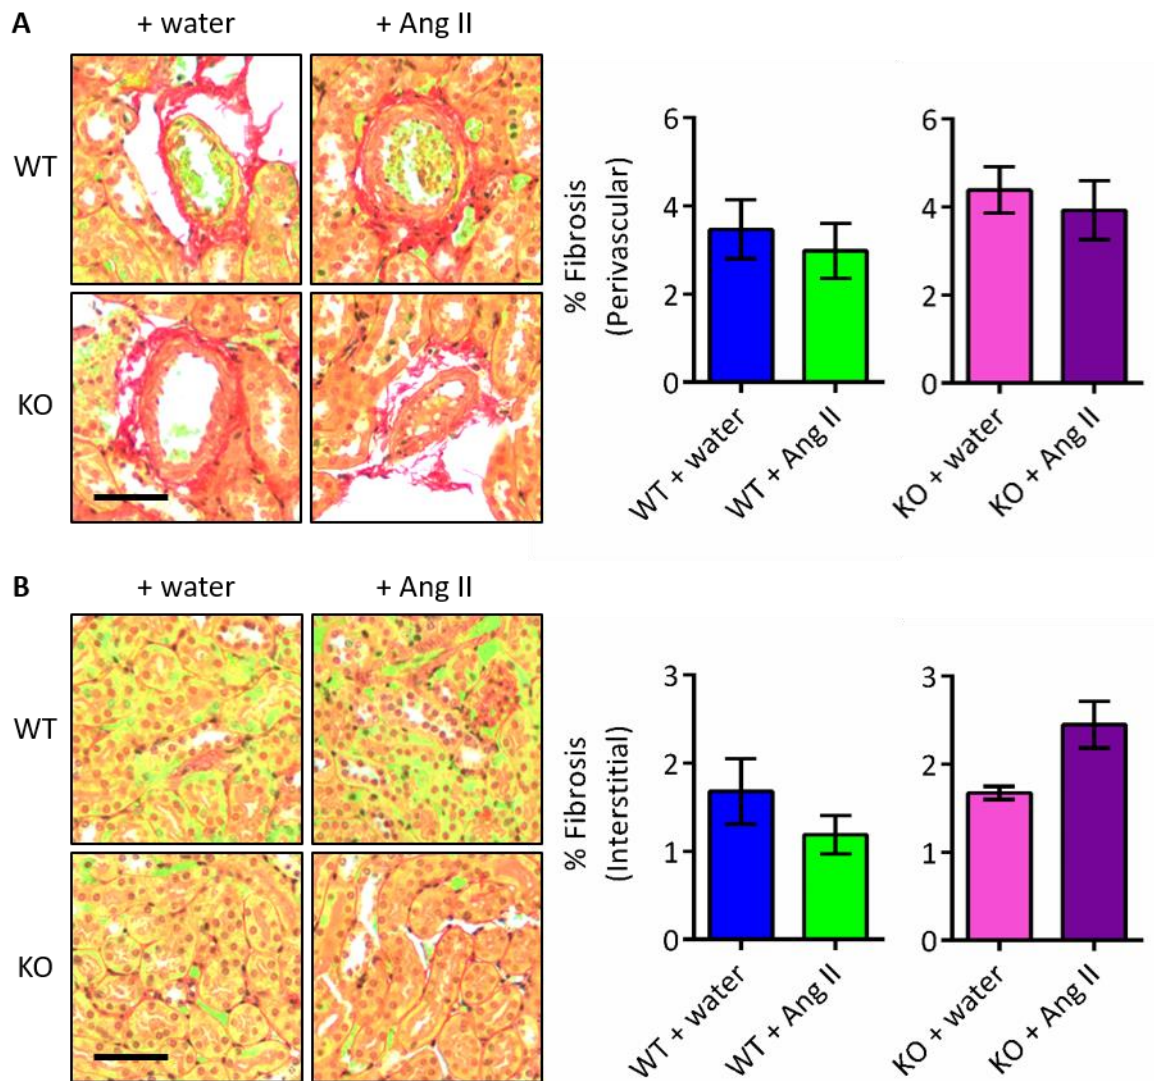 A
+ water + Ang II
WT
KO
% Fibrosis
(Perivascular)
6
4
2
0
WT + water
WT + Ang II
6
4
2
0
KO + water
KO + Ang II
B
+ water + Ang II
WT
KO
% Fibrosis
(Interstitial)
3
2
1
0
WT + water
WT + Ang II
3
2
1
0
KO + water
KO + Ang II